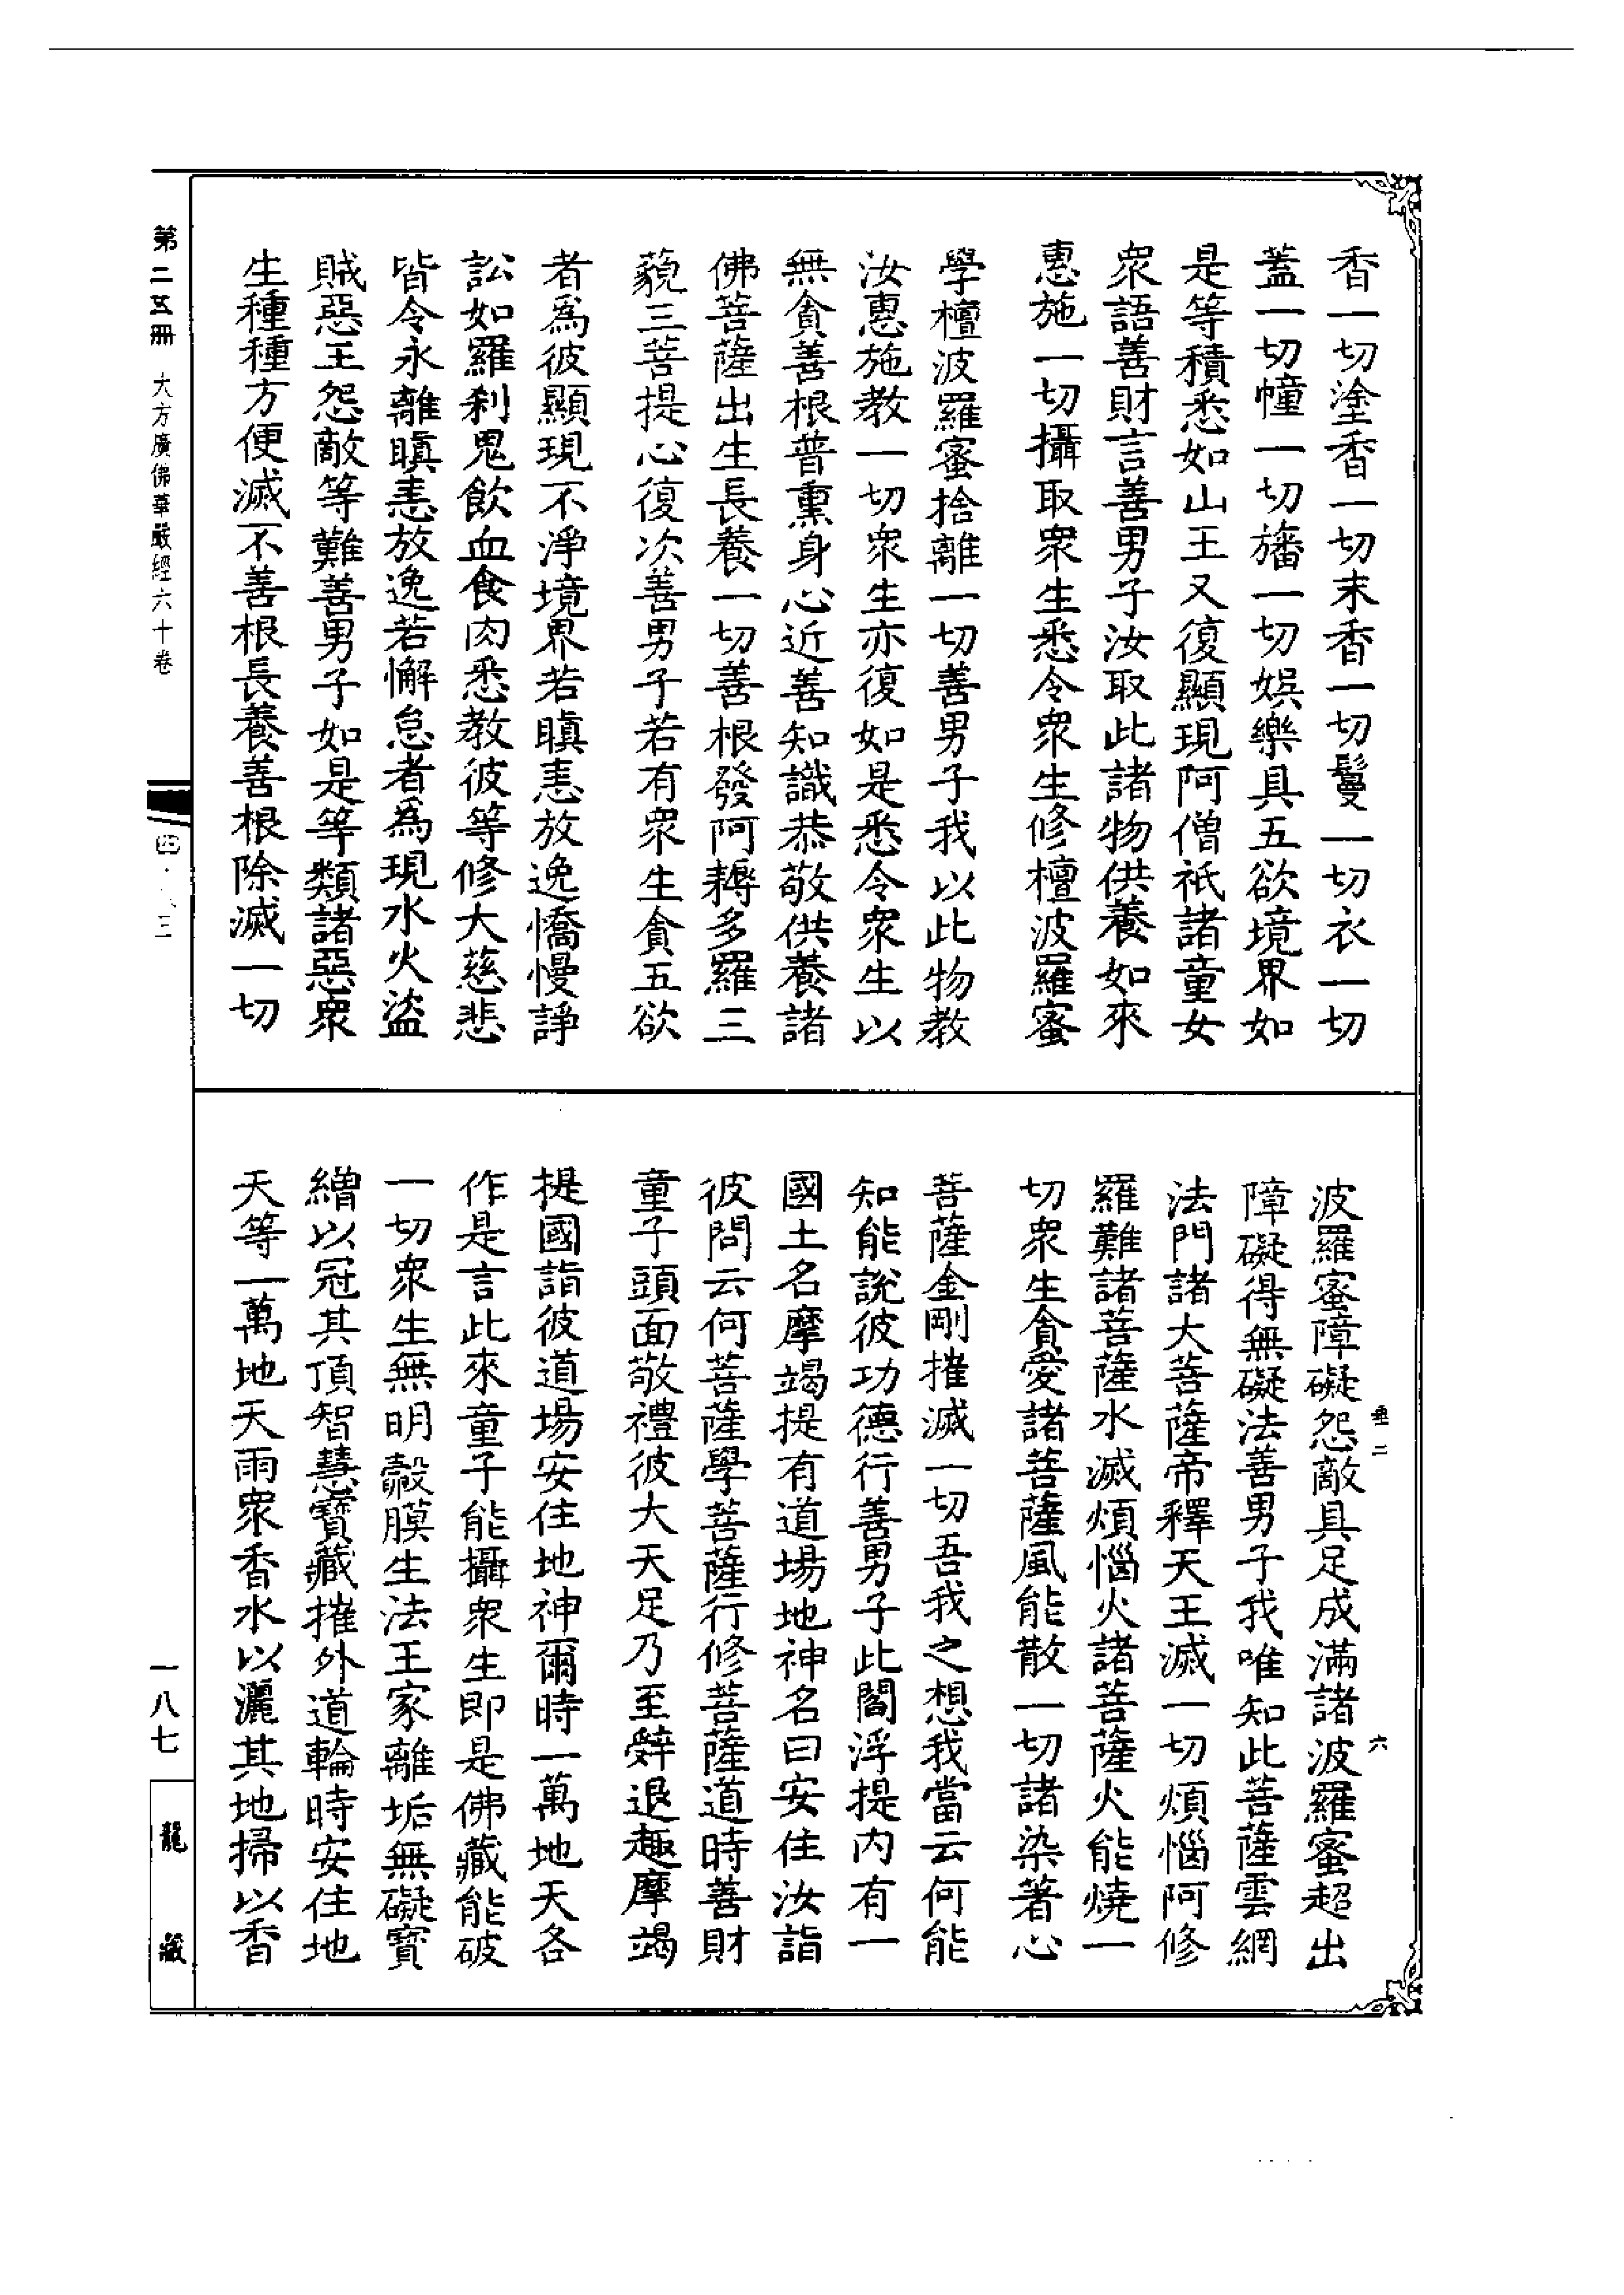 香一切塗香一切末香一切鬘一切衣一切
蓋一切幢一切旛一切娯樂具五欲境界如
是等積悉如山王又復顯現阿僧祇諸童女
衆語善財言善男子汝取此諸物供養如來
惠施一切攝取衆生悉令衆生修檀波羅蜜
學檀波羅蜜捨離一切善男子我以此物教
汝惠施教一切衆生亦復如是悉令衆生以
無貪善根普熏身心近善知識恭敬供養諸
佛菩薩出生長養一切善根發阿耨多羅三
藐三菩提心復次善男子若有衆生貪五欲
者爲彼顯現不淨境界若瞋恚放逸憍慢諍
訟如羅刹鬼飲血食肉悉教彼等修大慈悲
皆令永離瞋恚放逸若懈怠者爲現水火盜
賊惡王怨敵等難善男子如是等類諸惡衆
生種種方便滅不善根長養善根除滅一切
波羅蜜障礙怨敵具足成滿諸波羅蜜超出
障礙得無礙法善男子我唯知此菩薩雲網
法門諸大菩薩帝釋天王滅一切煩惱阿修
羅難諸菩薩水滅煩惱火諸菩薩火能燒一
切衆生貪愛諸菩薩風能散一切諸染著心
菩薩金剛摧滅一切吾我之想我當云何能
知能說彼功德行善男子此閻浮提内有一
國土名摩竭提有道場地神名曰安住汝詣
彼問云何菩薩學菩薩行修菩薩道時善財
童子頭面敬禮彼大天足乃至辭退趣摩竭
提國詣彼道場安住地神爾時一萬地天各
作是言此來童子能攝衆生即是佛藏能破
一切衆生無明㲉膜生法王家離垢無礙寶
繒以冠其頂智慧寶藏摧外道輪時安住地
天等一萬地天雨衆香水以灑其地掃以香
垂二
六
第二五册
大方廣佛華嚴經六十卷
一八七
龍藏